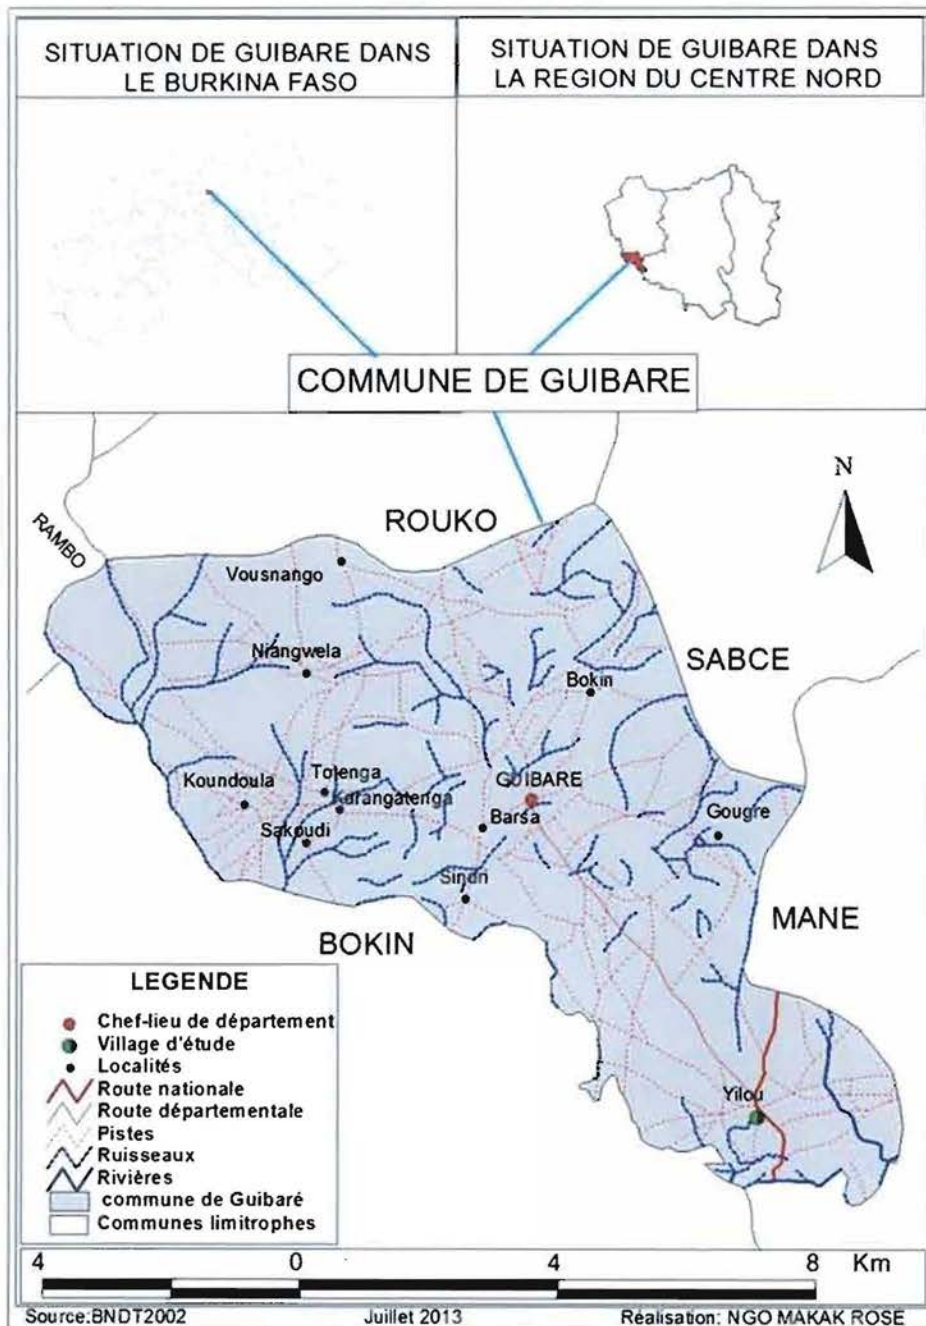 SITUATION DE GUIBARE DANS
LE BURKINA FASO
SITUATION DE GUIBARE DANS
LA REGION DU CENTRE NORD
COMMUNE DE GUIBARE
N
ROUKO
RAMBO
Vousnango
SABCE
Niangwela
Bokin
Koundoula
Totenga
GUIBARE
Kurangatenga
Gougre
Barsa
Sakoudi
Sindri
MANE
BOKIN
Yilou
LEGENDE
Chef-lieu de département
Village d'étude
Localités
Route nationale
Route départementale
Pistes
Ruisseaux
Rivières
commune de Guibaré
Communes limitrophes
4 0 4 8 Km
Source:BNDT2002 Juillet 2013 Réalisation: NGO MAKAK ROSE